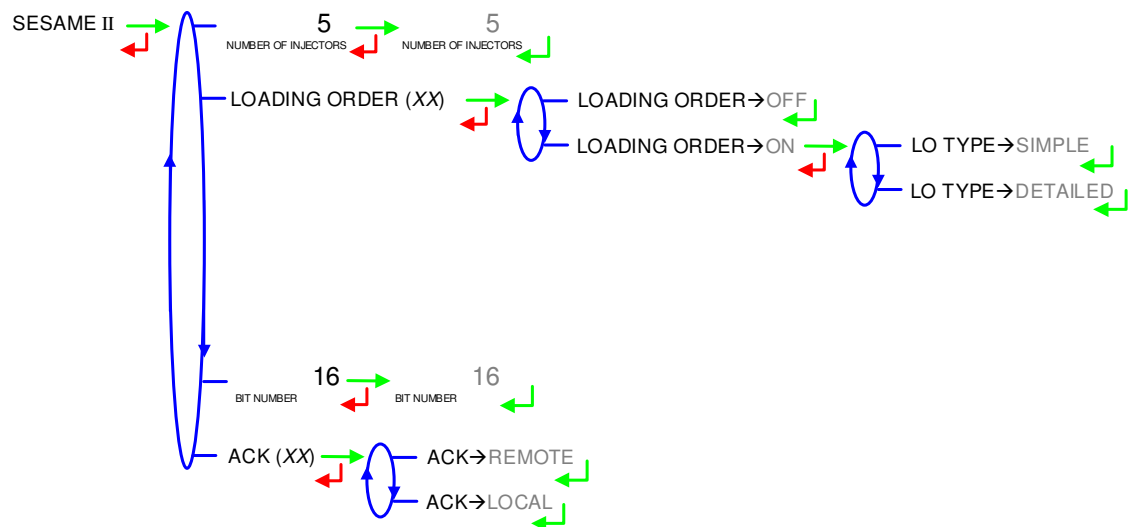 SESAME II
5 5
NUMBER OF INJECTORS NUMBER OF INJECTORS
LOADING ORDER (XX) LOADING ORDER→OFF
LOADING ORDER→ON LO TYPE→SIMPLE
LO TYPE→DETAILED
16 16
BIT NUMBER BIT NUMBER
ACK (XX) ACK→REMOTE
ACK→LOCAL